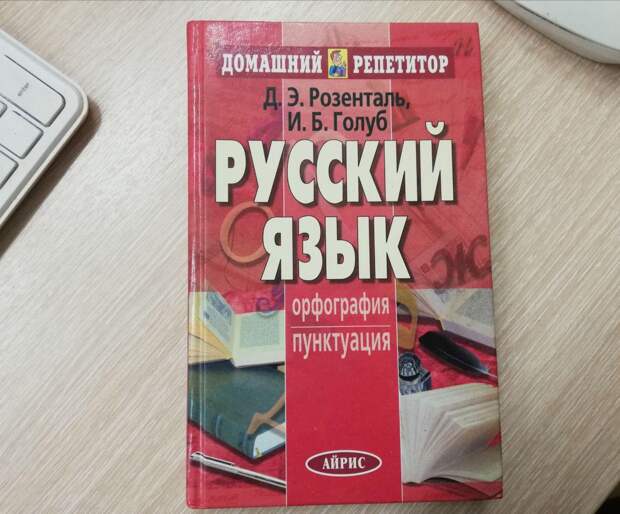 ДОМАШНИЙ РЕПЕТИТОР
Д. Э. Розенталь,
И. Б. Голуб
РУССКИЙ
ЯЗЫК
орфография
пунктуация
АЙРИС